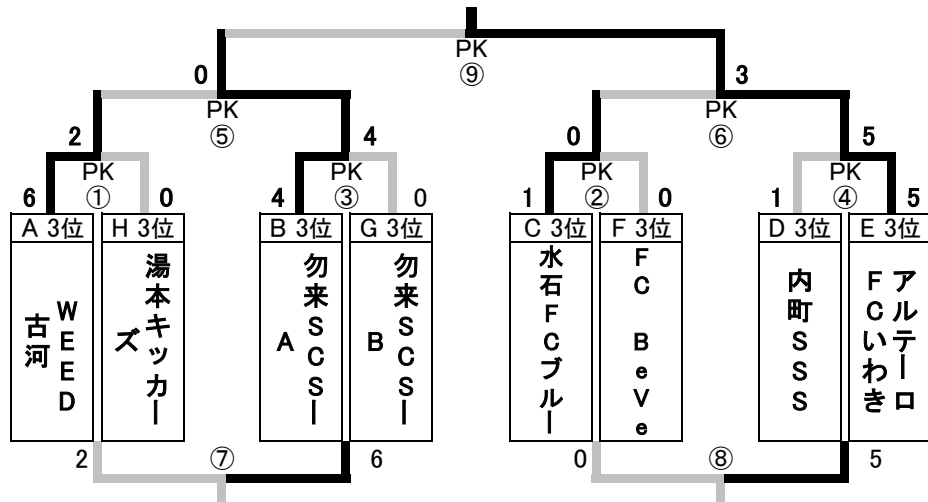 PK
⑨
0
3
PK
⑤
PK
⑥
2
4
0
5
PK
①
PK
③
PK
②
PK
④
6
0
4
0
1
0
1
5
A 3位
H 3位
B 3位
G 3位
C 3位
F 3位
D 3位
E 3位
WEED
古河
湯本キッカー
ズ
勿来SCSー
A
勿来SCSー
B
水石FCブルー
FC BeVe
内町SSS
アルテーロ
FCいわき
2
⑦
6
0
⑧
5